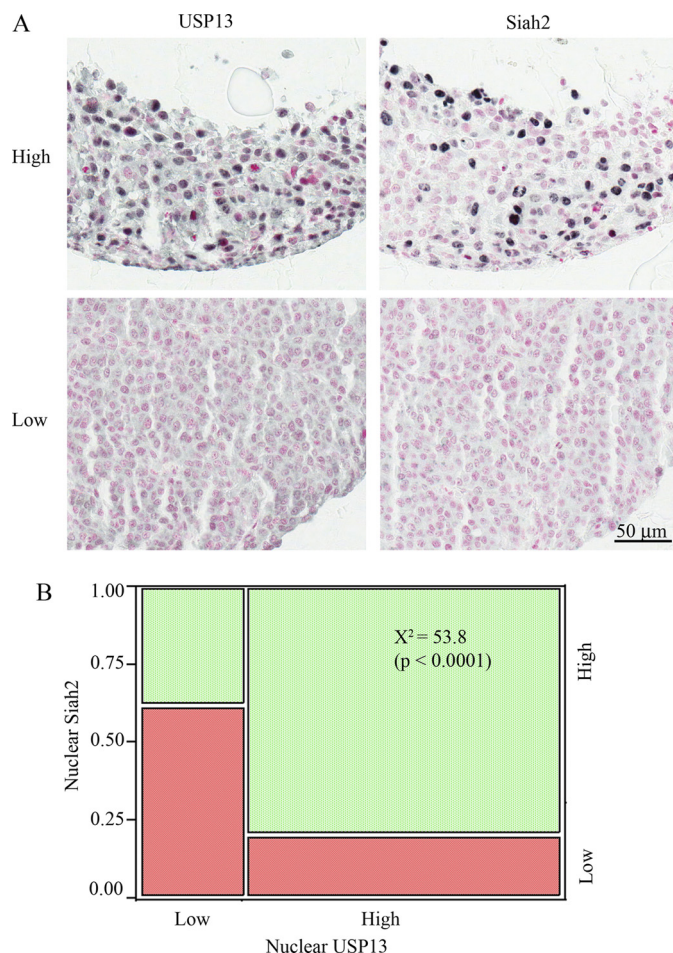 A
USP13
Siah2
High
Low
50 μm
B
1.00
0.75
0.50
0.25
0.00
Nuclear Siah2
X² = 53.8
(p < 0.0001)
High
Low
Low
High
Nuclear USP13